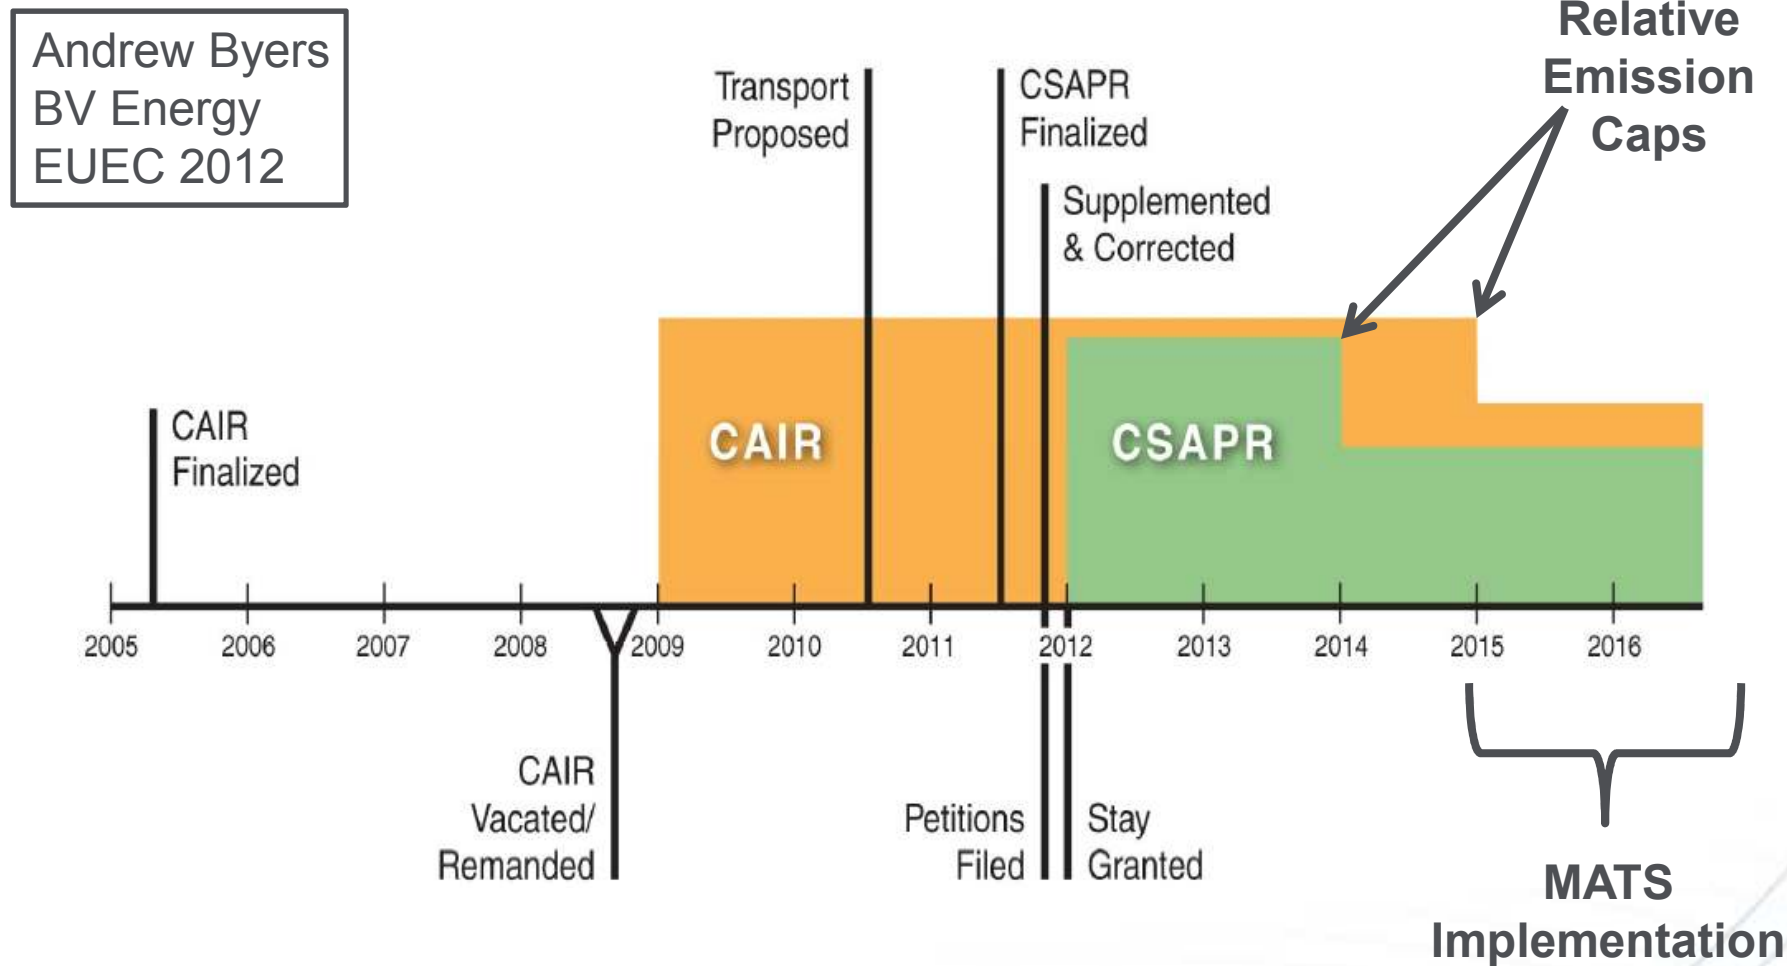 Andrew Byers
BV Energy
EUEC 2012
Relative
Emission
Caps
Transport
Proposed
CSAPR
Finalized
Supplemented
& Corrected
CAIR
Finalized
CAIR
CSAPR
2005
2006
2007
2008
2009
2010
2011
2012
2013
2014
2015
2016
CAIR
Vacated/
Remanded
Petitions
Filed
Stay
Granted
MATS
Implementation